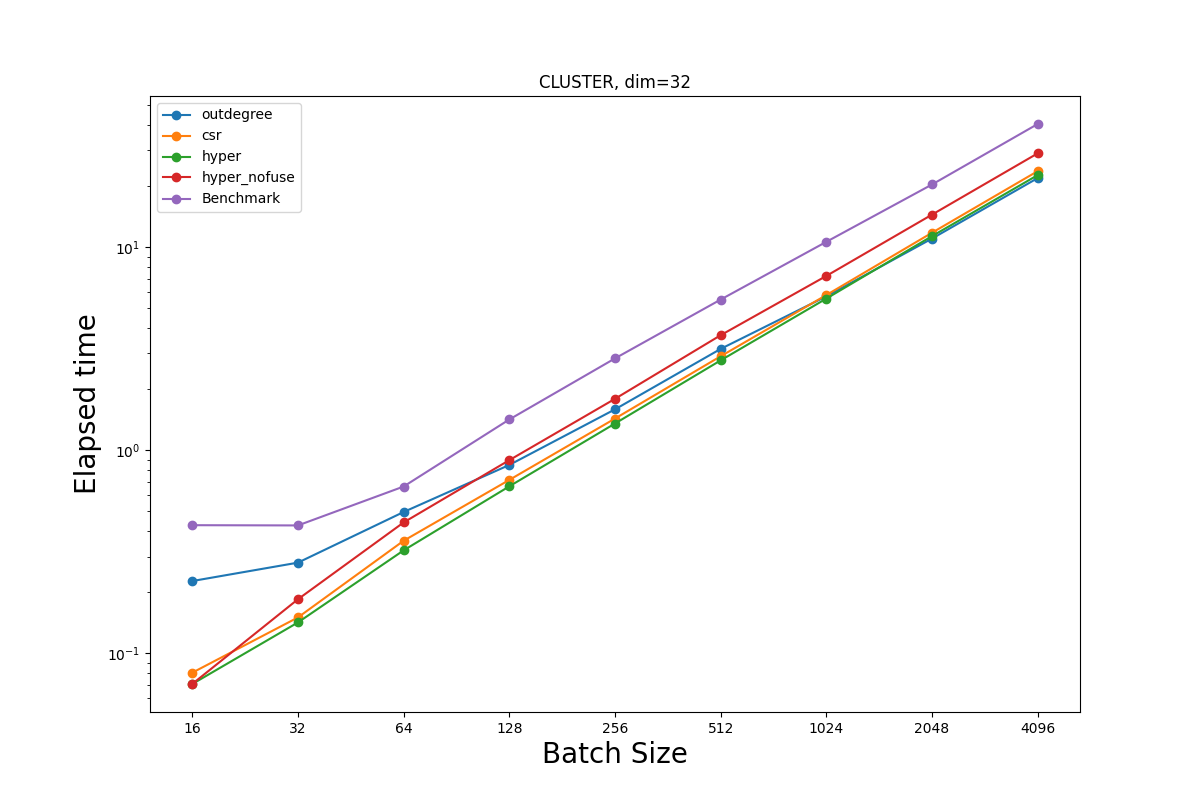 CLUSTER, dim=32
outdegree
csr
hyper
hyper_nofuse
Benchmark
Elapsed time
10¹
10⁰
10⁻¹
16 32 64 128 256 512 1024 2048 4096
Batch Size